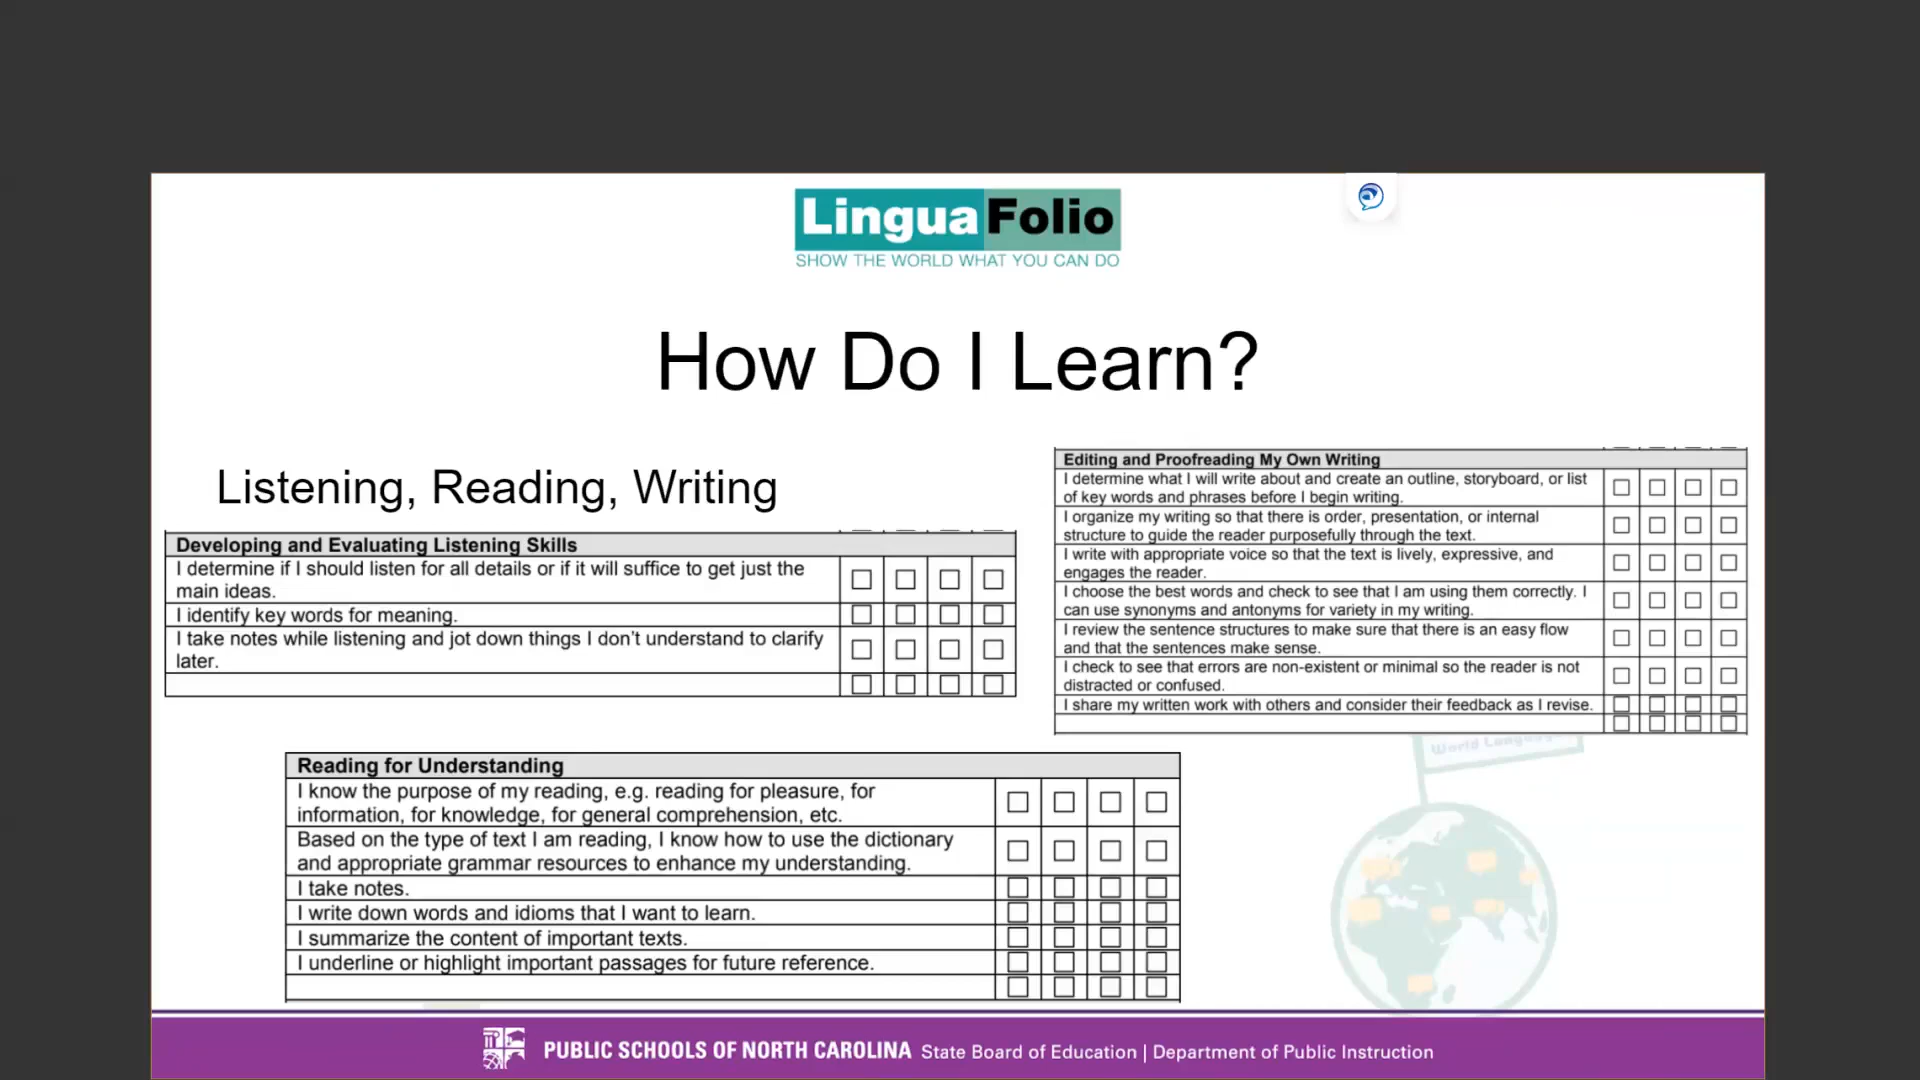 LinguaFolio
SHOW THE WORLD WHAT YOU CAN DO
How Do I Learn?
Listening, Reading, Writing
Developing and Evaluating Listening Skills
I determine if I should listen for all details or if it will suffice to get just the
main ideas.
I identify key words for meaning.
I take notes while listening and jot down things I don't understand to clarify
later.
Editing and Proofreading My Own Writing
I determine what I will write about and create an outline, storyboard, or list
of key words and phrases before I begin writing.
I organize my writing so that there is order, presentation, or internal
structure to guide the reader purposefully through the text.
I write with appropriate voice so that the text is lively, expressive, and
engages the reader.
I choose the best words and check to see that I am using them correctly. I
can use synonyms and antonyms for variety in my writing.
I review the sentence structures to make sure that there is an easy flow
and that the sentences make sense.
I check to see that errors are non-existent or minimal so the reader is not
distracted or confused.
I share my written work with others and consider their feedback as I revise.
Reading for Understanding
I know the purpose of my reading, e.g. reading for pleasure, for
information, for knowledge, for general comprehension, etc.
Based on the type of text I am reading, I know how to use the dictionary
and appropriate grammar resources to enhance my understanding.
I take notes.
I write down words and idioms that I want to learn.
I summarize the content of important texts.
I underline or highlight important passages for future reference.
World
PUBLIC SCHOOLS OF NORTH CAROLINA State Board of Education | Department of Public Instruction